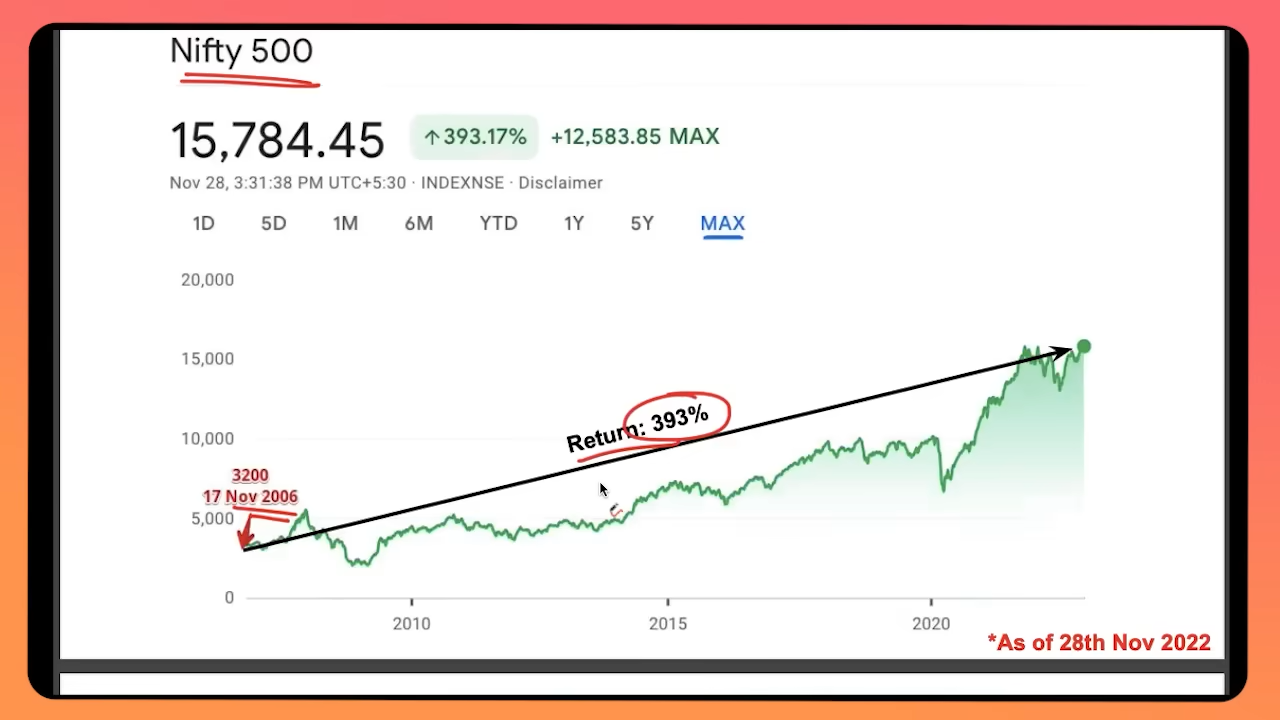 Nifty 500
15,784.45 ↑393.17% +12,583.85 MAX
Nov 28, 3:31:38 PM UTC+5:30 · INDEXNSE · Disclaimer
1D 5D 1M 6M YTD 1Y 5Y MAX
20,000
15,000
10,000
5,000
0
Return: 393%
3200
17 Nov 2006
2010 2015 2020
*As of 28th Nov 2022